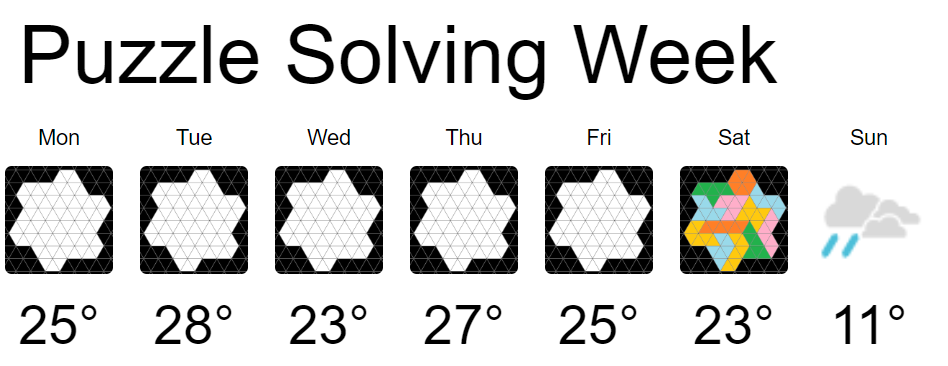 Puzzle Solving Week
Mon Tue Wed Thu Fri Sat Sun
25° 28° 23° 27° 25° 23° 11°